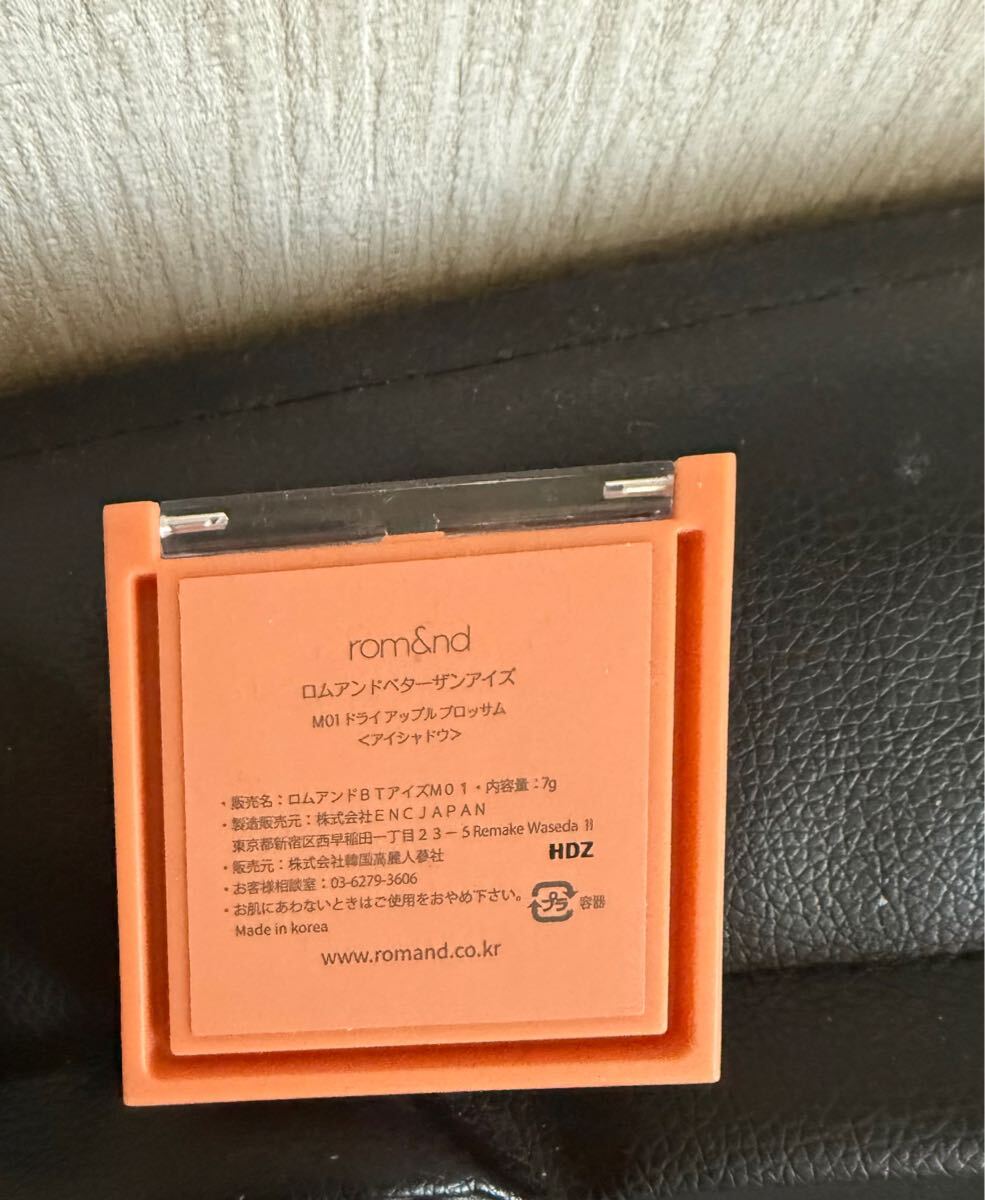 rom&nd
ロムアンドベターザンアイズ
M01ドライアップルブロッサム
<アイシャドウ>
・販売名：ロムアンドBTアイズM01・内容量：7g
・製造販売元：株式会社ENCJAPAN
東京都新宿区西早稲田一丁目23-5 Remake Waseda 1F
・販売元：株式会社韓国高麗人蔘社
HDZ
・お客様相談室：03-6279-3606
・お肌にあわないときはご使用をおやめ下さい。
プラ 容器
Made in korea
www.romand.co.kr